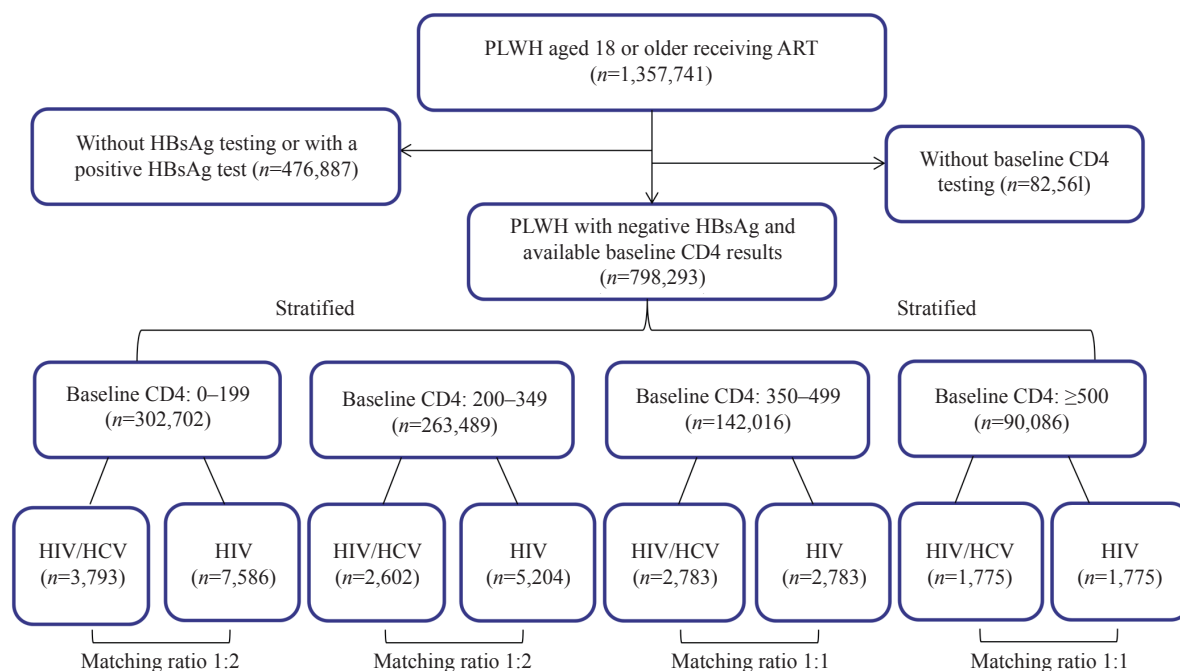 PLWH aged 18 or older receiving ART
(n=1,357,741)
Without HBsAg testing or with a
positive HBsAg test (n=476,887)
Without baseline CD4
testing (n=82,56l)
PLWH with negative HBsAg and
available baseline CD4 results
(n=798,293)
Stratified
Stratified
Baseline CD4: 0–199
(n=302,702)
Baseline CD4: 200–349
(n=263,489)
Baseline CD4: 350–499
(n=142,016)
Baseline CD4: ≥500
(n=90,086)
HIV/HCV
(n=3,793)
HIV
(n=7,586)
HIV/HCV
(n=2,602)
HIV
(n=5,204)
HIV/HCV
(n=2,783)
HIV
(n=2,783)
HIV/HCV
(n=1,775)
HIV
(n=1,775)
Matching ratio 1:2
Matching ratio 1:2
Matching ratio 1:1
Matching ratio 1:1